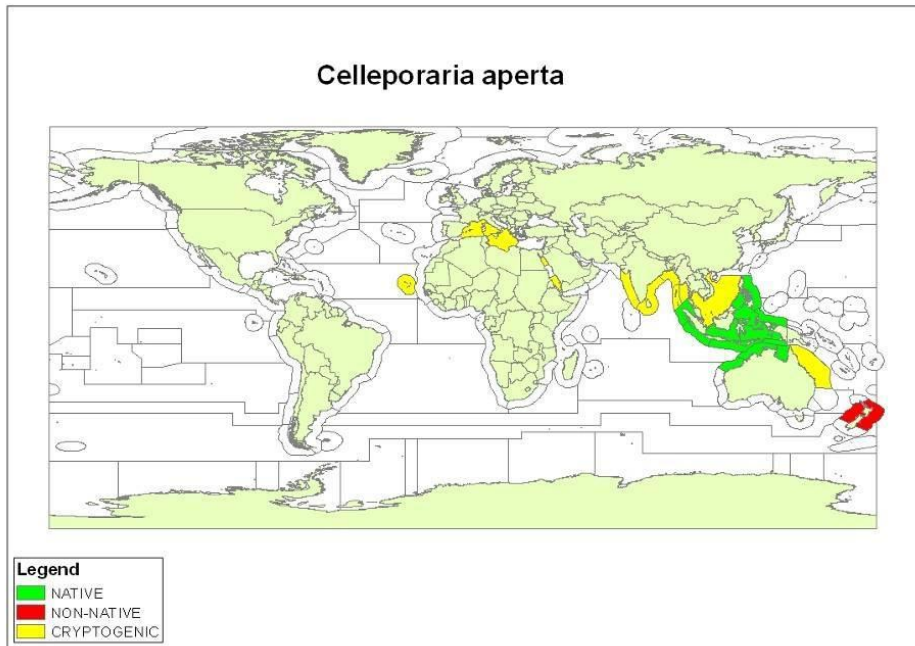 Celleporaria aperta
Legend
NATIVE
NON-NATIVE
CRYPTOGENIC